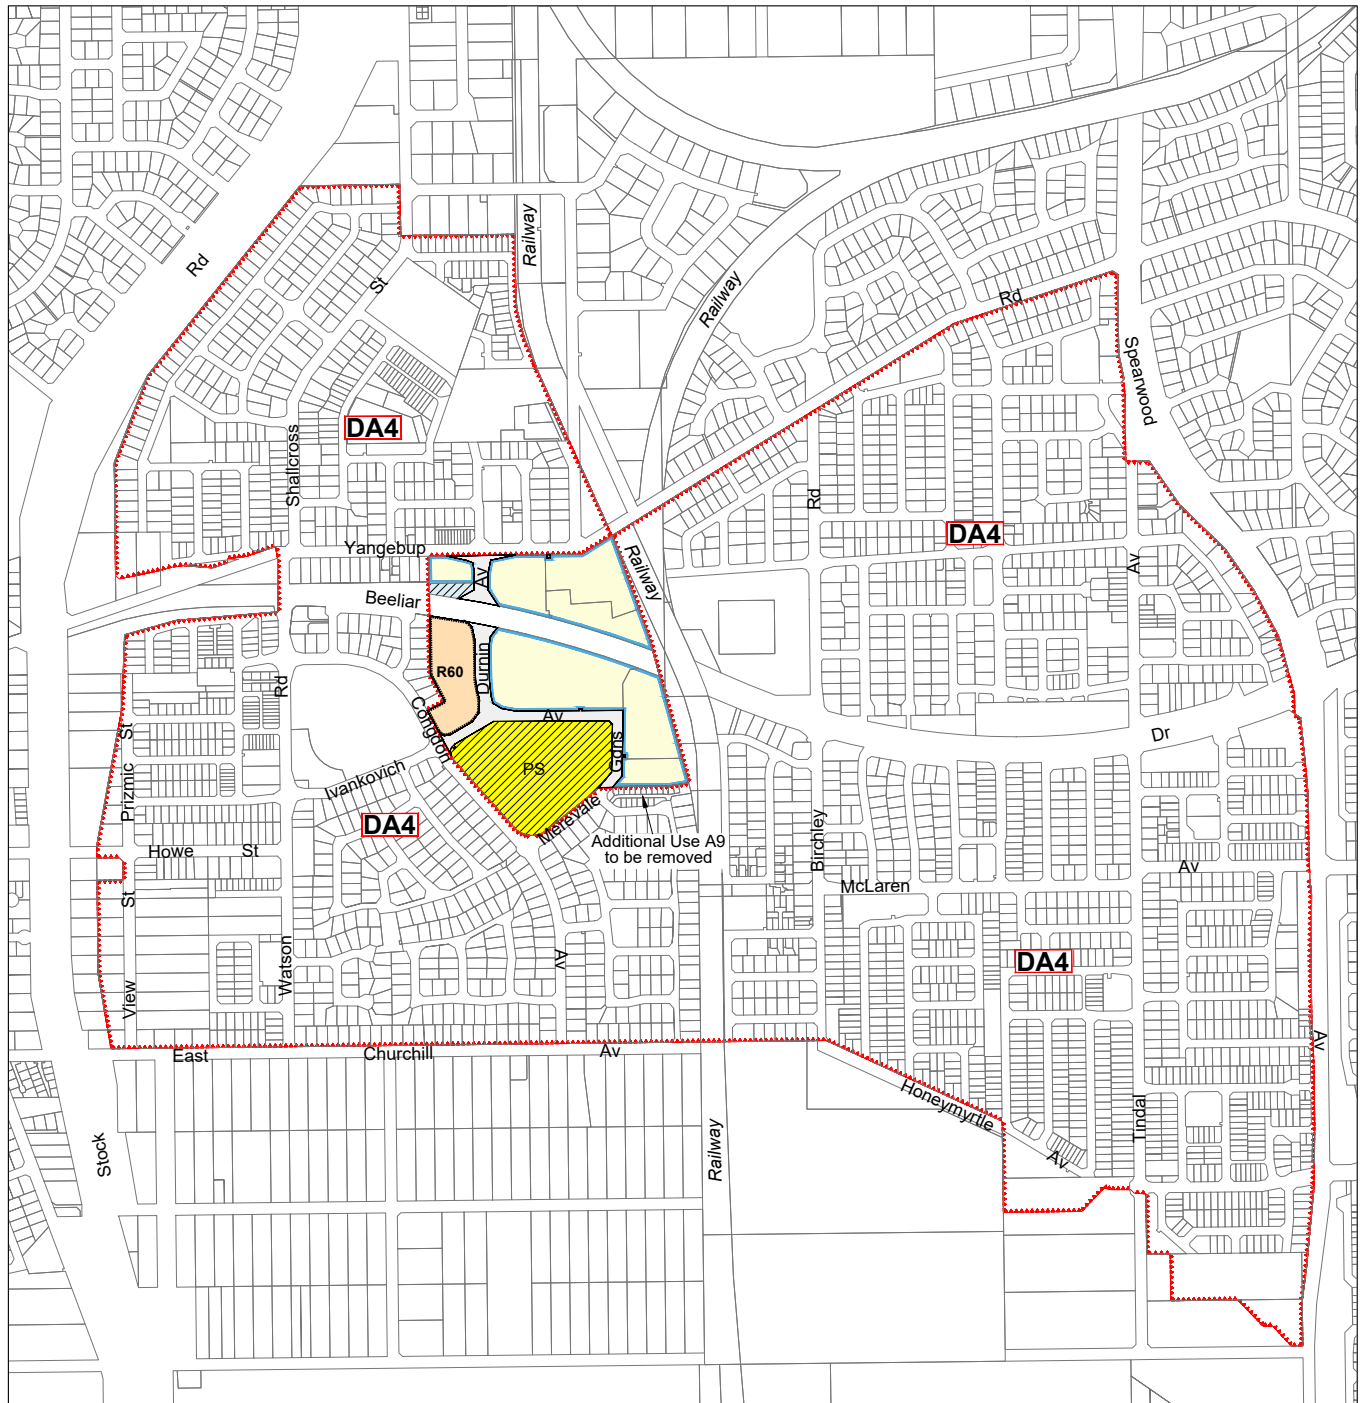 Railway
Rd
St
Railway
Rd
Spearwood
DA4
Shallcross
Rd
DA4
Yangebup
Av
Railway
Av
Beeliar
R60
Durnin
Rd
Congdon
Av
St
Gdns
Dr
PS
Ivankovich
Prizmic
Merevale
DA4
Additional Use A9
to be removed
Birchley
Howe
St
Av
McLaren
St
Watson
Av
DA4
View
East
Churchill
Av
Av
Honeymyrtle
Tindal
Stock
Railway
Av